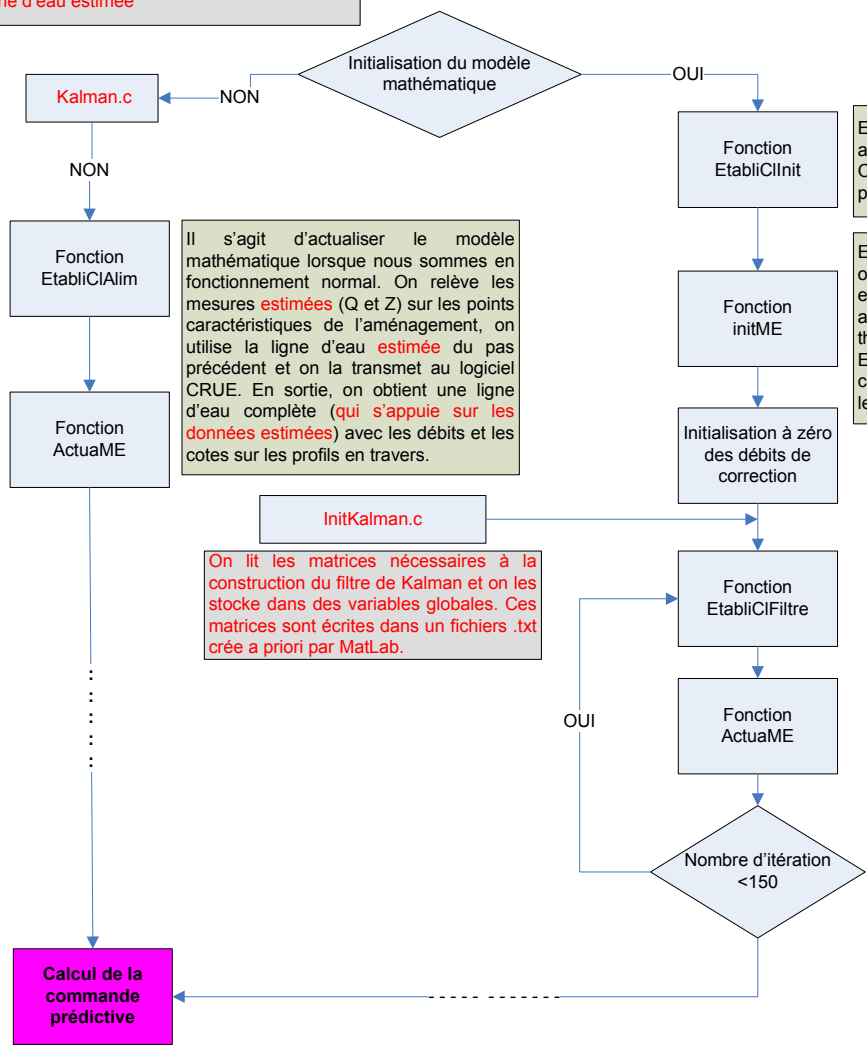 ne d'eau estimée
Initialisation du modèle
mathématique
NON
OUI
Kalman.c
NON
Fonction
EtabliClInit
Fonction
EtabliClAlim
Il s'agit d'actualiser le modèle
mathématique lorsque nous sommes en
fonctionnement normal. On relève les
mesures estimées (Q et Z) sur les points
caractéristiques de l'aménagement, on
utilise la ligne d'eau estimée du pas
précédent et on la transmet au logiciel
CRUE. En sortie, on obtient une ligne
d'eau complète (qui s'appuie sur les
données estimées) avec les débits et les
cotes sur les profils en travers.
Fonction
initME
Fonction
ActuaME
Initialisation à zéro
des débits de
correction
InitKalman.c
On lit les matrices nécessaires à la
construction du filtre de Kalman et on les
stocke dans des variables globales. Ces
matrices sont écrites dans un fichiers .txt
crée a priori par MatLab.
Fonction
EtabliClFiltre
OUI
Fonction
ActuaME
Nombre d'itération
<150
Calcul de la
commande
prédictive